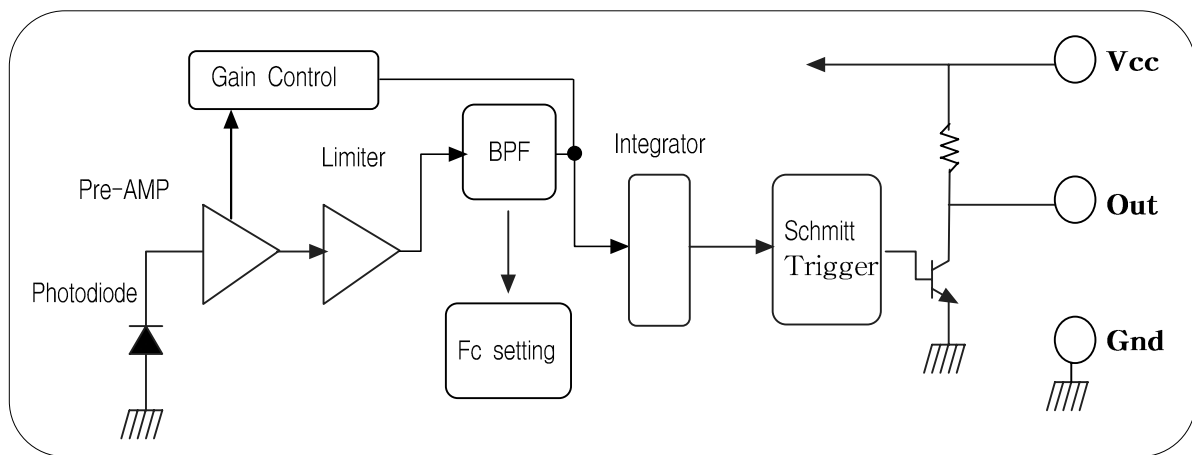 Gain Control
Vcc
Limiter
BPF
Integrator
Pre-AMP
Out
Schmitt
Trigger
Photodiode
Fc setting
Gnd